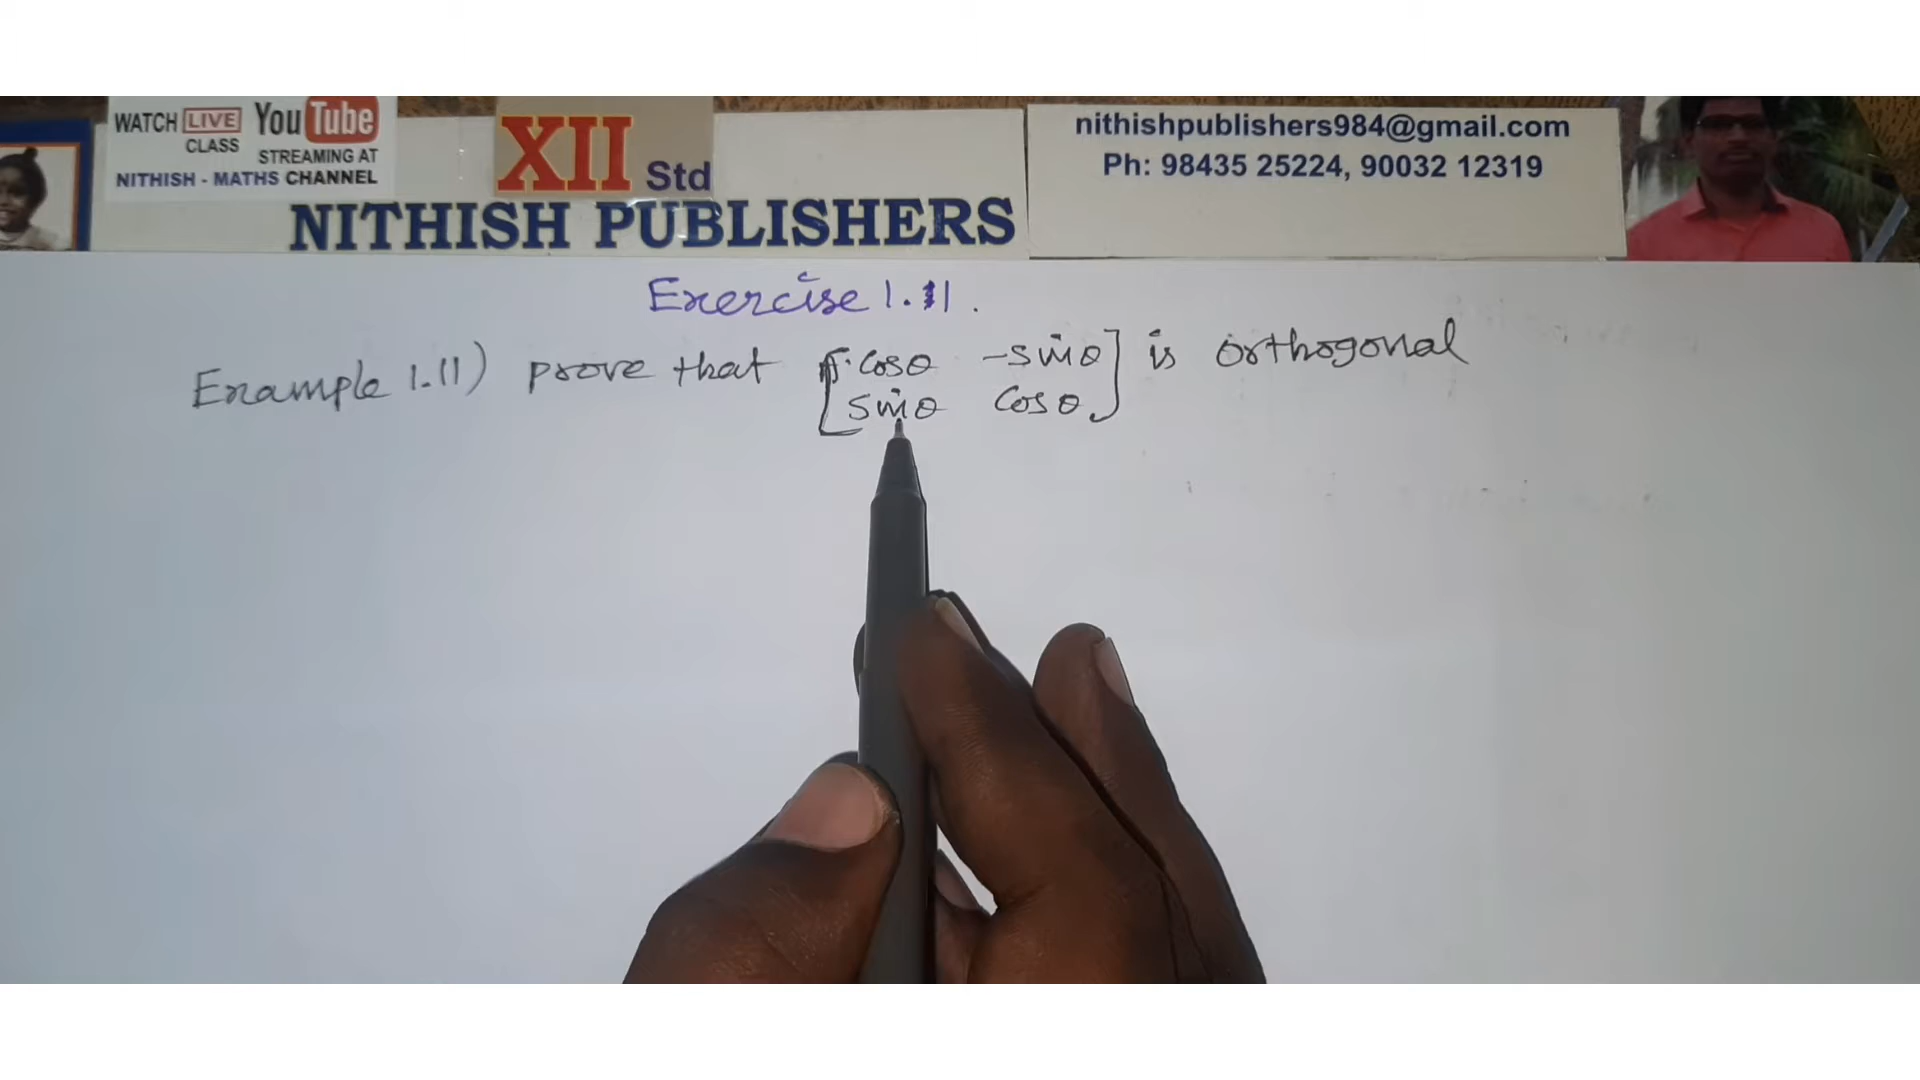 WATCH LIVE YouTube
CLASS STREAMING AT
NITHISH - MATHS CHANNEL
XII Std
NITHISH PUBLISHERS
nithishpublishers984@gmail.com
Ph: 98435 25224, 90032 12319
Exercise 1.11.
Example 1.11) prove that [cosθ -sinθ] is orthogonal
[sinθ cosθ]